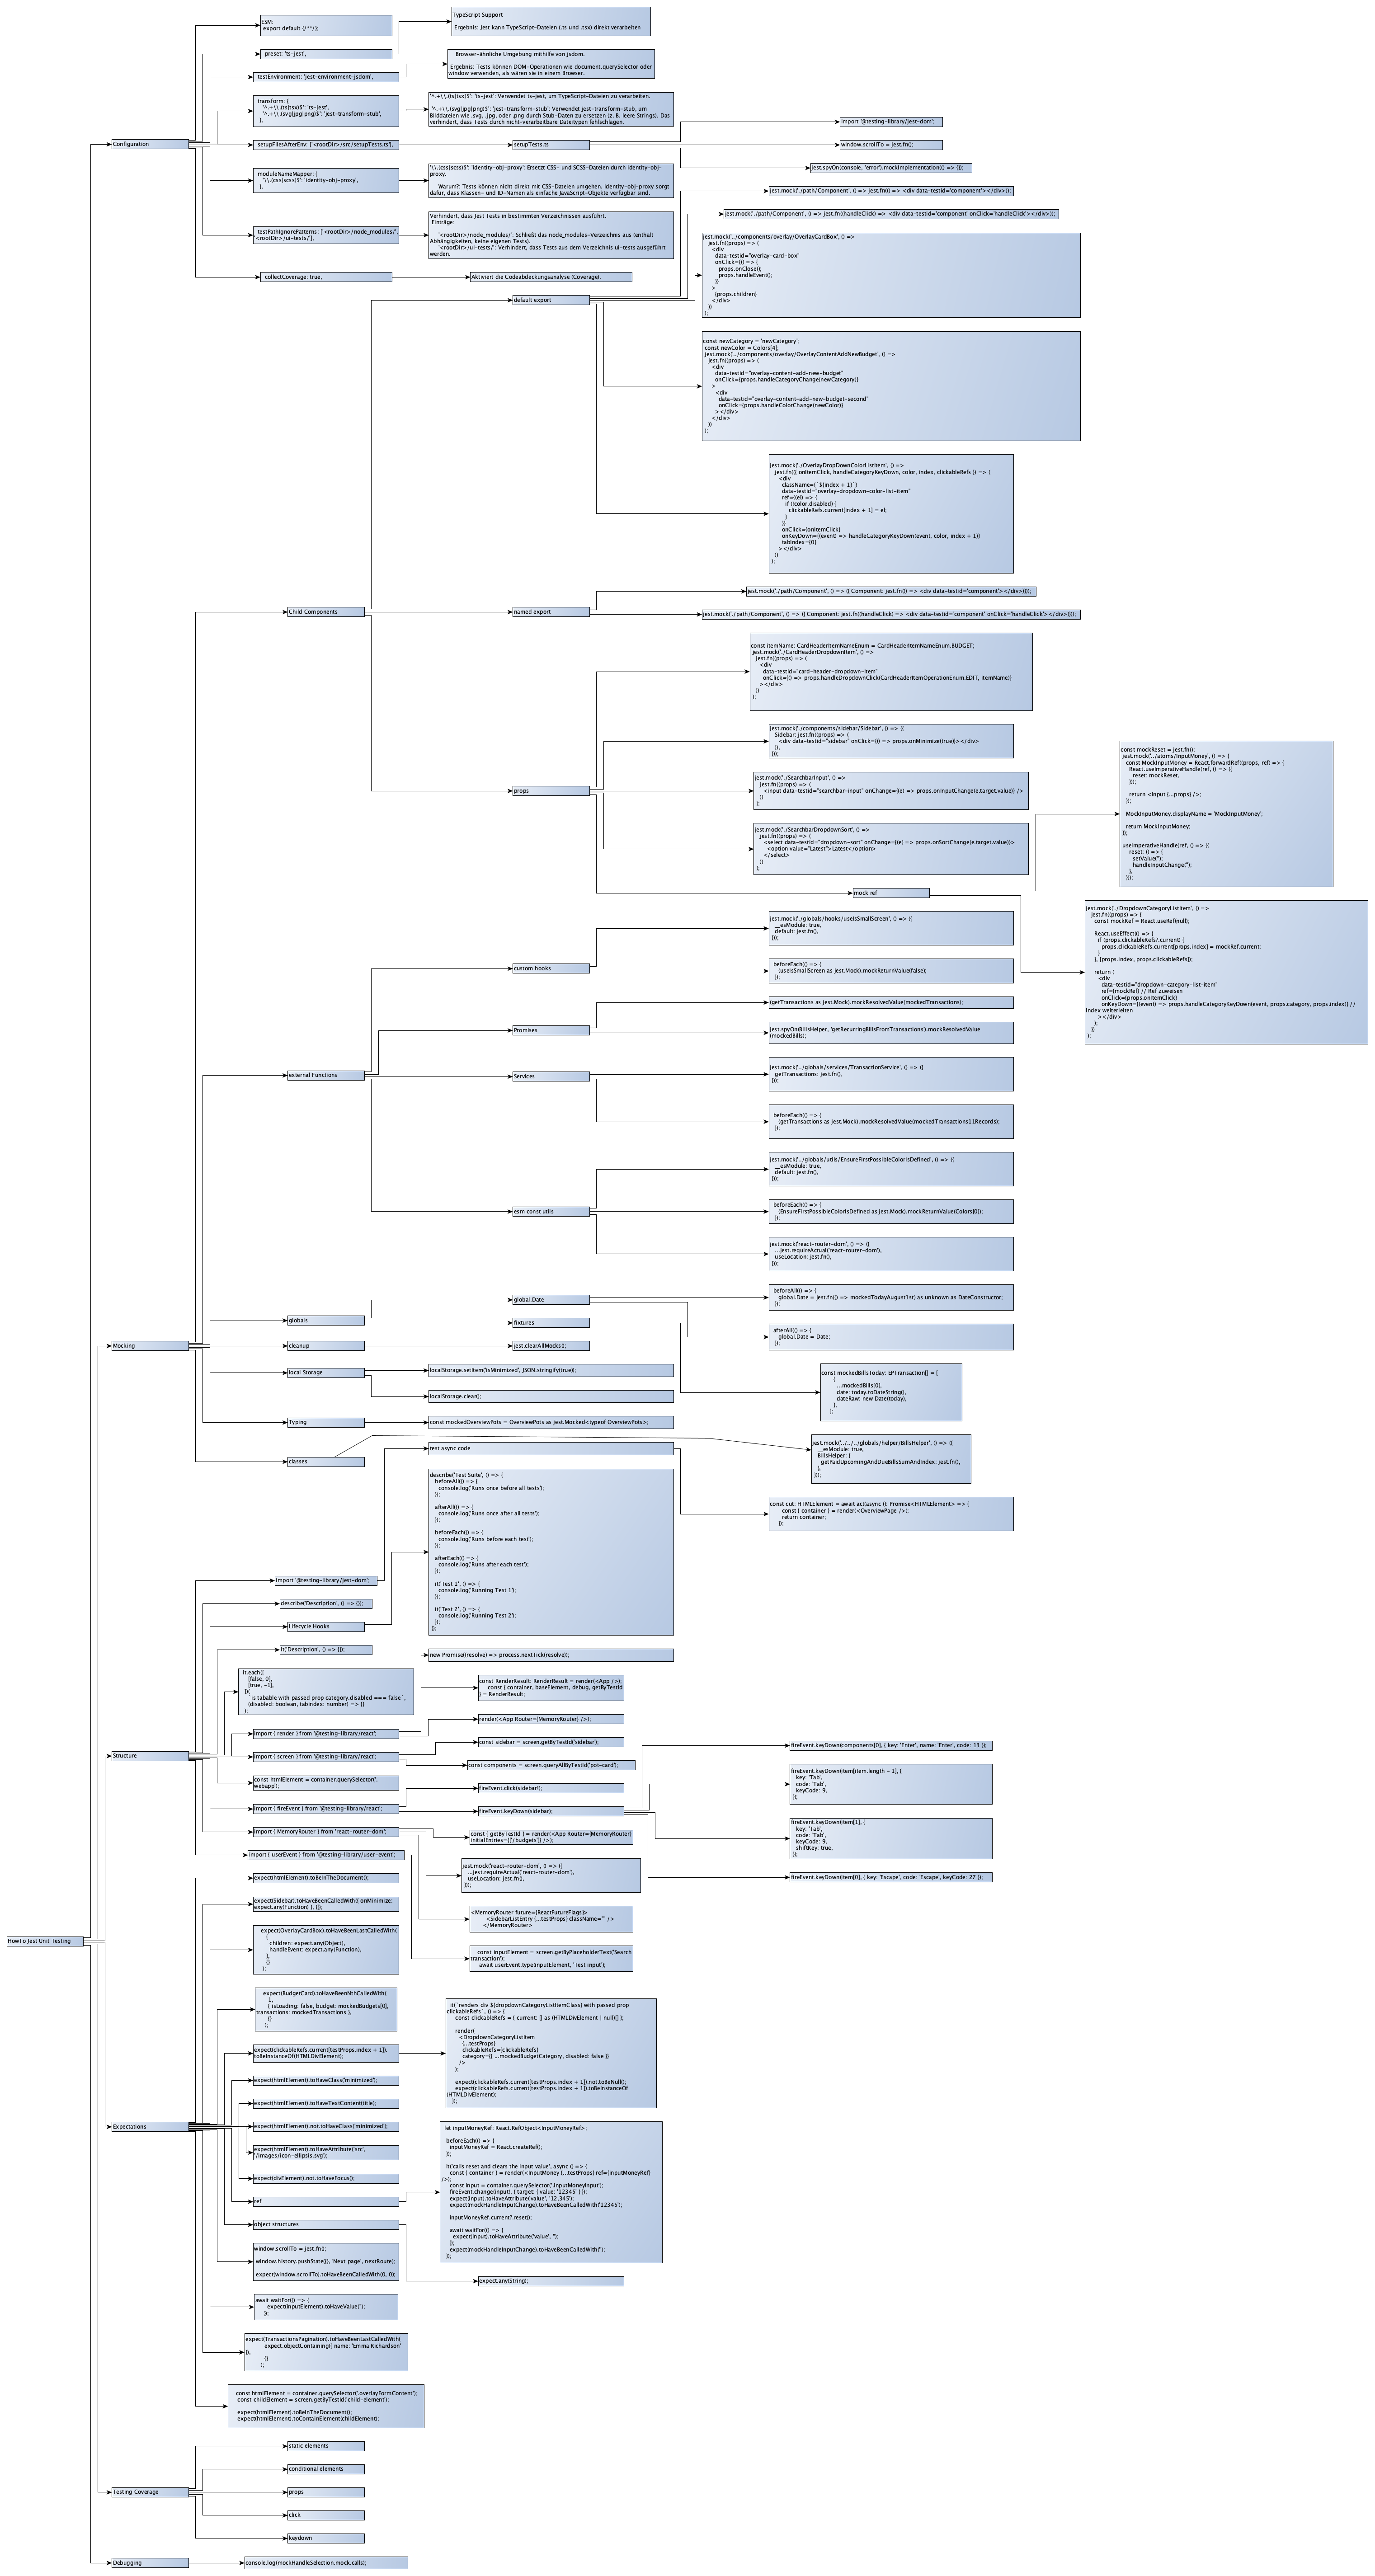 ESM:
export default {/**/};
TypeScript Support
Ergebnis: Jest kann TypeScript-Dateien (.ts und .tsx) direkt verarbeiten
preset: 'ts-jest',
Browser-ähnliche Umgebung mithilfe von jsdom.
Ergebnis: Tests können DOM-Operationen wie document.querySelector oder
window verwenden, als wären sie in einem Browser.
testEnvironment: 'jest-environment-jsdom',
transform: {
'^.+\\.(ts|tsx)$': 'ts-jest',
'^.+\\.(svg|jpg|png)$': 'jest-transform-stub',
},
'^.+\\.(ts|tsx)$': 'ts-jest': Verwendet ts-jest, um TypeScript-Dateien zu verarbeiten.
'^.+\\.(svg|jpg|png)$': 'jest-transform-stub': Verwendet jest-transform-stub, um
Bilddateien wie .svg, .jpg, oder .png durch Stub-Daten zu ersetzen (z. B. leere Strings). Das
verhindert, dass Tests durch nicht-verarbeitbare Dateitypen fehlschlagen.
Configuration
setupFilesAfterEnv: ['<rootDir>/src/setupTests.ts'],
setupTests.ts
import '@testing-library/jest-dom';
window.scrollTo = jest.fn();
jest.spyOn(console, 'error').mockImplementation(() => {});
moduleNameMapper: {
'\\.(css|scss)$': 'identity-obj-proxy',
},
'\\.(css|scss)$': 'identity-obj-proxy': Ersetzt CSS- und SCSS-Dateien durch identity-obj-
proxy.
Warum?: Tests können nicht direkt mit CSS-Dateien umgehen. identity-obj-proxy sorgt
dafür, dass Klassen- und ID-Namen als einfache JavaScript-Objekte verfügbar sind.
testPathIgnorePatterns: ['<rootDir>/node_modules/',
'<rootDir>/ui-tests/'],
Verhindert, dass Jest Tests in bestimmten Verzeichnissen ausführt.
Einträge:
'<rootDir>/node_modules/': Schließt das node_modules-Verzeichnis aus (enthält
Abhängigkeiten, keine eigenen Tests).
'<rootDir>/ui-tests/': Verhindert, dass Tests aus dem Verzeichnis ui-tests ausgeführt
werden.
collectCoverage: true,
Aktiviert die Codeabdeckungsanalyse (Coverage).
jest.mock('./path/Component', () => jest.fn(() => <div data-testid='component'></div>));
jest.mock('./path/Component', () => jest.fn((handleClick) => <div data-testid='component' onClick='handleClick'></div>));
default export
jest.mock('../components/overlay/OverlayCardBox', () =>
jest.fn((props) => (
<div
data-testid="overlay-card-box"
onClick={() => {
props.onClose();
props.handleEvent();
}}
>
{props.children}
</div>
))
);
const newCategory = 'newCategory';
const newColor = Colors[4];
jest.mock('../components/overlay/OverlayContentAddNewBudget', () =>
jest.fn((props) => (
<div
data-testid="overlay-content-add-new-budget"
onClick={props.handleCategoryChange(newCategory)}
>
<div
data-testid="overlay-content-add-new-budget-second"
onClick={props.handleColorChange(newColor)}
></div>
</div>
))
);
jest.mock('./OverlayDropDownColorListItem', () =>
jest.fn(({ onItemClick, handleCategoryKeyDown, color, index, clickableRefs }) => (
<div
className={`${index + 1}`}
data-testid="overlay-dropdown-color-list-item"
ref={(el) => {
if (!color.disabled) {
clickableRefs.current[index + 1] = el;
}
}}
onClick={onItemClick}
onKeyDown={(event) => handleCategoryKeyDown(event, color, index + 1)}
tabIndex={0}
></div>
))
);
Child Components
named export
jest.mock('./path/Component', () => ({ Component: jest.fn(() => <div data-testid='component'></div>)}));
jest.mock('./path/Component', () => ({ Component: jest.fn((handleClick) => <div data-testid='component' onClick='handleClick'></div>)}));
const itemName: CardHeaderItemNameEnum = CardHeaderItemNameEnum.BUDGET;
jest.mock('./CardHeaderDropdownItem', () =>
jest.fn((props) => (
<div
data-testid="card-header-dropdown-item"
onClick={() => props.handleDropdownClick(CardHeaderItemOperationEnum.EDIT, itemName)}
></div>
))
);
jest.mock('./components/sidebar/Sidebar', () => ({
Sidebar: jest.fn((props) => (
<div data-testid="sidebar" onClick={() => props.onMinimize(true)}></div>
)),
}));
props
jest.mock('./SearchbarInput', () =>
jest.fn((props) => (
<input data-testid="searchbar-input" onChange={(e) => props.onInputChange(e.target.value)} />
))
);
jest.mock('./SearchbarDropdownSort', () =>
jest.fn((props) => (
<select data-testid="dropdown-sort" onChange={(e) => props.onSortChange(e.target.value)}>
<option value="Latest">Latest</option>
</select>
))
);
mock ref
const mockReset = jest.fn();
jest.mock('../atoms/InputMoney', () => {
const MockInputMoney = React.forwardRef((props, ref) => {
React.useImperativeHandle(ref, () => ({
reset: mockReset,
}));
return <input {...props} />;
});
MockInputMoney.displayName = 'MockInputMoney';
return MockInputMoney;
});
useImperativeHandle(ref, () => ({
reset: () => {
setValue('');
handleInputChange('');
},
}));
jest.mock('./DropdownCategoryListItem', () =>
jest.fn((props) => {
const mockRef = React.useRef(null);
React.useEffect(() => {
if (props.clickableRefs?.current) {
props.clickableRefs.current[props.index] = mockRef.current;
}
}, [props.index, props.clickableRefs]);
return (
<div
data-testid="dropdown-category-list-item"
ref={mockRef} // Ref zuweisen
onClick={props.onItemClick}
onKeyDown={(event) => props.handleCategoryKeyDown(event, props.category, props.index)} //
Index weiterleiten
></div>
);
})
);
custom hooks
jest.mock('./globals/hooks/useIsSmallScreen', () => ({
__esModule: true,
default: jest.fn(),
}));
beforeEach(() => {
(useIsSmallScreen as jest.Mock).mockReturnValue(false);
});
Promises
(getTransactions as jest.Mock).mockResolvedValue(mockedTransactions);
jest.spyOn(BillsHelper, 'getRecurringBillsFromTransactions').mockResolvedValue
(mockedBills);
external Functions
Services
jest.mock('../globals/services/TransactionService', () => ({
getTransactions: jest.fn(),
}));
beforeEach(() => {
(getTransactions as jest.Mock).mockResolvedValue(mockedTransactions11Records);
});
esm const utils
jest.mock('../globals/utils/EnsureFirstPossibleColorIsDefined', () => ({
__esModule: true,
default: jest.fn(),
}));
beforeEach(() => {
(EnsureFirstPossibleColorIsDefined as jest.Mock).mockReturnValue(Colors[0]);
});
jest.mock('react-router-dom', () => ({
...jest.requireActual('react-router-dom'),
useLocation: jest.fn(),
}));
Mocking
globals
global.Date
beforeAll(() => {
global.Date = jest.fn(() => mockedTodayAugust1st) as unknown as DateConstructor;
});
afterAll(() => {
global.Date = Date;
});
fixtures
const mockedBillsToday: EPTransaction[] = [
{
...mockedBills[0],
date: today.toDateString(),
dateRaw: new Date(today),
},
];
cleanup
jest.clearAllMocks();
local Storage
localStorage.setItem('isMinimized', JSON.stringify(true));
localStorage.clear();
Typing
const mockedOverviewPots = OverviewPots as jest.Mocked<typeof OverviewPots>;
classes
jest.mock('../../../globals/helper/BillsHelper', () => ({
__esModule: true,
BillsHelper: {
getPaidUpcomingAndDueBillsSumAndIndex: jest.fn(),
},
}));
test async code
const cut: HTMLElement = await act(async (): Promise<HTMLElement> => {
const { container } = render(<OverviewPage />);
return container;
});
describe('Test Suite', () => {
beforeAll(() => {
console.log('Runs once before all tests');
});
afterAll(() => {
console.log('Runs once after all tests');
});
beforeEach(() => {
console.log('Runs before each test');
});
afterEach(() => {
console.log('Runs after each test');
});
it('Test 1', () => {
console.log('Running Test 1');
});
it('Test 2', () => {
console.log('Running Test 2');
});
});
import '@testing-library/jest-dom';
describe('Description', () => {});
Lifecycle Hooks
new Promise((resolve) => process.nextTick(resolve));
it('Description', () => {});
it.each([
[false, 0],
[true, -1],
])(
`is tabable with passed prop category.disabled === false`,
(disabled: boolean, tabindex: number) => {}
);
Structure
import { render } from '@testing-library/react';
const RenderResult: RenderResult = render(<App />);
const { container, baseElement, debug, getByTestId
} = RenderResult;
render(<App Router={MemoryRouter} />);
import { screen } from '@testing-library/react';
const sidebar = screen.getByTestId('sidebar');
const components = screen.queryAllByTestId('pot-card');
const htmlElement = container.querySelector('.
webapp');
import { fireEvent } from '@testing-library/react';
fireEvent.click(sidebar);
fireEvent.keyDown(sidebar);
fireEvent.keyDown(components[0], { key: 'Enter', name: 'Enter', code: 13 });
fireEvent.keyDown(item[item.length - 1], {
key: 'Tab',
code: 'Tab',
keyCode: 9,
});
fireEvent.keyDown(item[1], {
key: 'Tab',
code: 'Tab',
keyCode: 9,
shiftKey: true,
});
fireEvent.keyDown(item[0], { key: 'Escape', code: 'Escape', keyCode: 27 });
import { MemoryRouter } from 'react-router-dom';
const { getByTestId } = render(<App Router={MemoryRouter}
initialEntries={['/budgets']} />);
jest.mock('react-router-dom', () => ({
...jest.requireActual('react-router-dom'),
useLocation: jest.fn(),
}));
<MemoryRouter future={ReactFutureFlags}>
<SidebarListEntry {...testProps} className="" />
</MemoryRouter>
import { userEvent } from '@testing-library/user-event';
const inputElement = screen.getByPlaceholderText('Search
transaction');
await userEvent.type(inputElement, 'Test input');
HowTo Jest Unit Testing
expect(htmlElement).toBeInTheDocument();
expect(Sidebar).toHaveBeenCalledWith({ onMinimize:
expect.any(Function) }, {});
expect(OverlayCardBox).toHaveBeenLastCalledWith(
{
children: expect.any(Object),
handleEvent: expect.any(Function),
},
{}
);
expect(BudgetCard).toHaveBeenNthCalledWith(
1,
{ isLoading: false, budget: mockedBudgets[0],
transactions: mockedTransactions },
{}
);
expect(clickableRefs.current[testProps.index + 1]).
toBeInstanceOf(HTMLDivElement);
it(`renders div ${dropdownCategoryListItemClass} with passed prop
clickableRefs`, () => {
const clickableRefs = { current: [] as (HTMLDivElement | null)[] };
render(
<DropdownCategoryListItem
{...testProps}
clickableRefs={clickableRefs}
category={{ ...mockedBudgetCategory, disabled: false }}
/>
);
expect(clickableRefs.current[testProps.index + 1]).not.toBeNull();
expect(clickableRefs.current[testProps.index + 1]).toBeInstanceOf
(HTMLDivElement);
});
expect(htmlElement).toHaveClass('minimized');
expect(htmlElement).toHaveTextContent(title);
Expectations
expect(htmlElement).not.toHaveClass('minimized');
expect(htmlElement).toHaveAttribute('src',
'/images/icon-ellipsis.svg');
expect(divElement).not.toHaveFocus();
ref
let inputMoneyRef: React.RefObject<InputMoneyRef>;
beforeEach(() => {
inputMoneyRef = React.createRef();
});
it('calls reset and clears the input value', async () => {
const { container } = render(<InputMoney {...testProps} ref={inputMoneyRef}
/>);
const input = container.querySelector('.inputMoneyInput');
fireEvent.change(input!, { target: { value: '12345' } });
expect(input).toHaveAttribute('value', '12,345');
expect(mockHandleInputChange).toHaveBeenCalledWith('12345');
inputMoneyRef.current?.reset();
await waitFor(() => {
expect(input).toHaveAttribute('value', '');
});
expect(mockHandleInputChange).toHaveBeenCalledWith('');
});
object structures
expect.any(String);
window.scrollTo = jest.fn();
window.history.pushState({}, 'Next page', nextRoute);
expect(window.scrollTo).toHaveBeenCalledWith(0, 0);
await waitFor(() => {
expect(inputElement).toHaveValue('');
});
expect(TransactionsPagination).toHaveBeenLastCalledWith(
expect.objectContaining({ name: 'Emma Richardson'
}),
{}
);
const htmlElement = container.querySelector('.overlayFormContent');
const childElement = screen.getByTestId('child-element');
expect(htmlElement).toBeInTheDocument();
expect(htmlElement).toContainElement(childElement);
Testing Coverage
static elements
conditional elements
props
click
keydown
Debugging
console.log(mockHandleSelection.mock.calls);